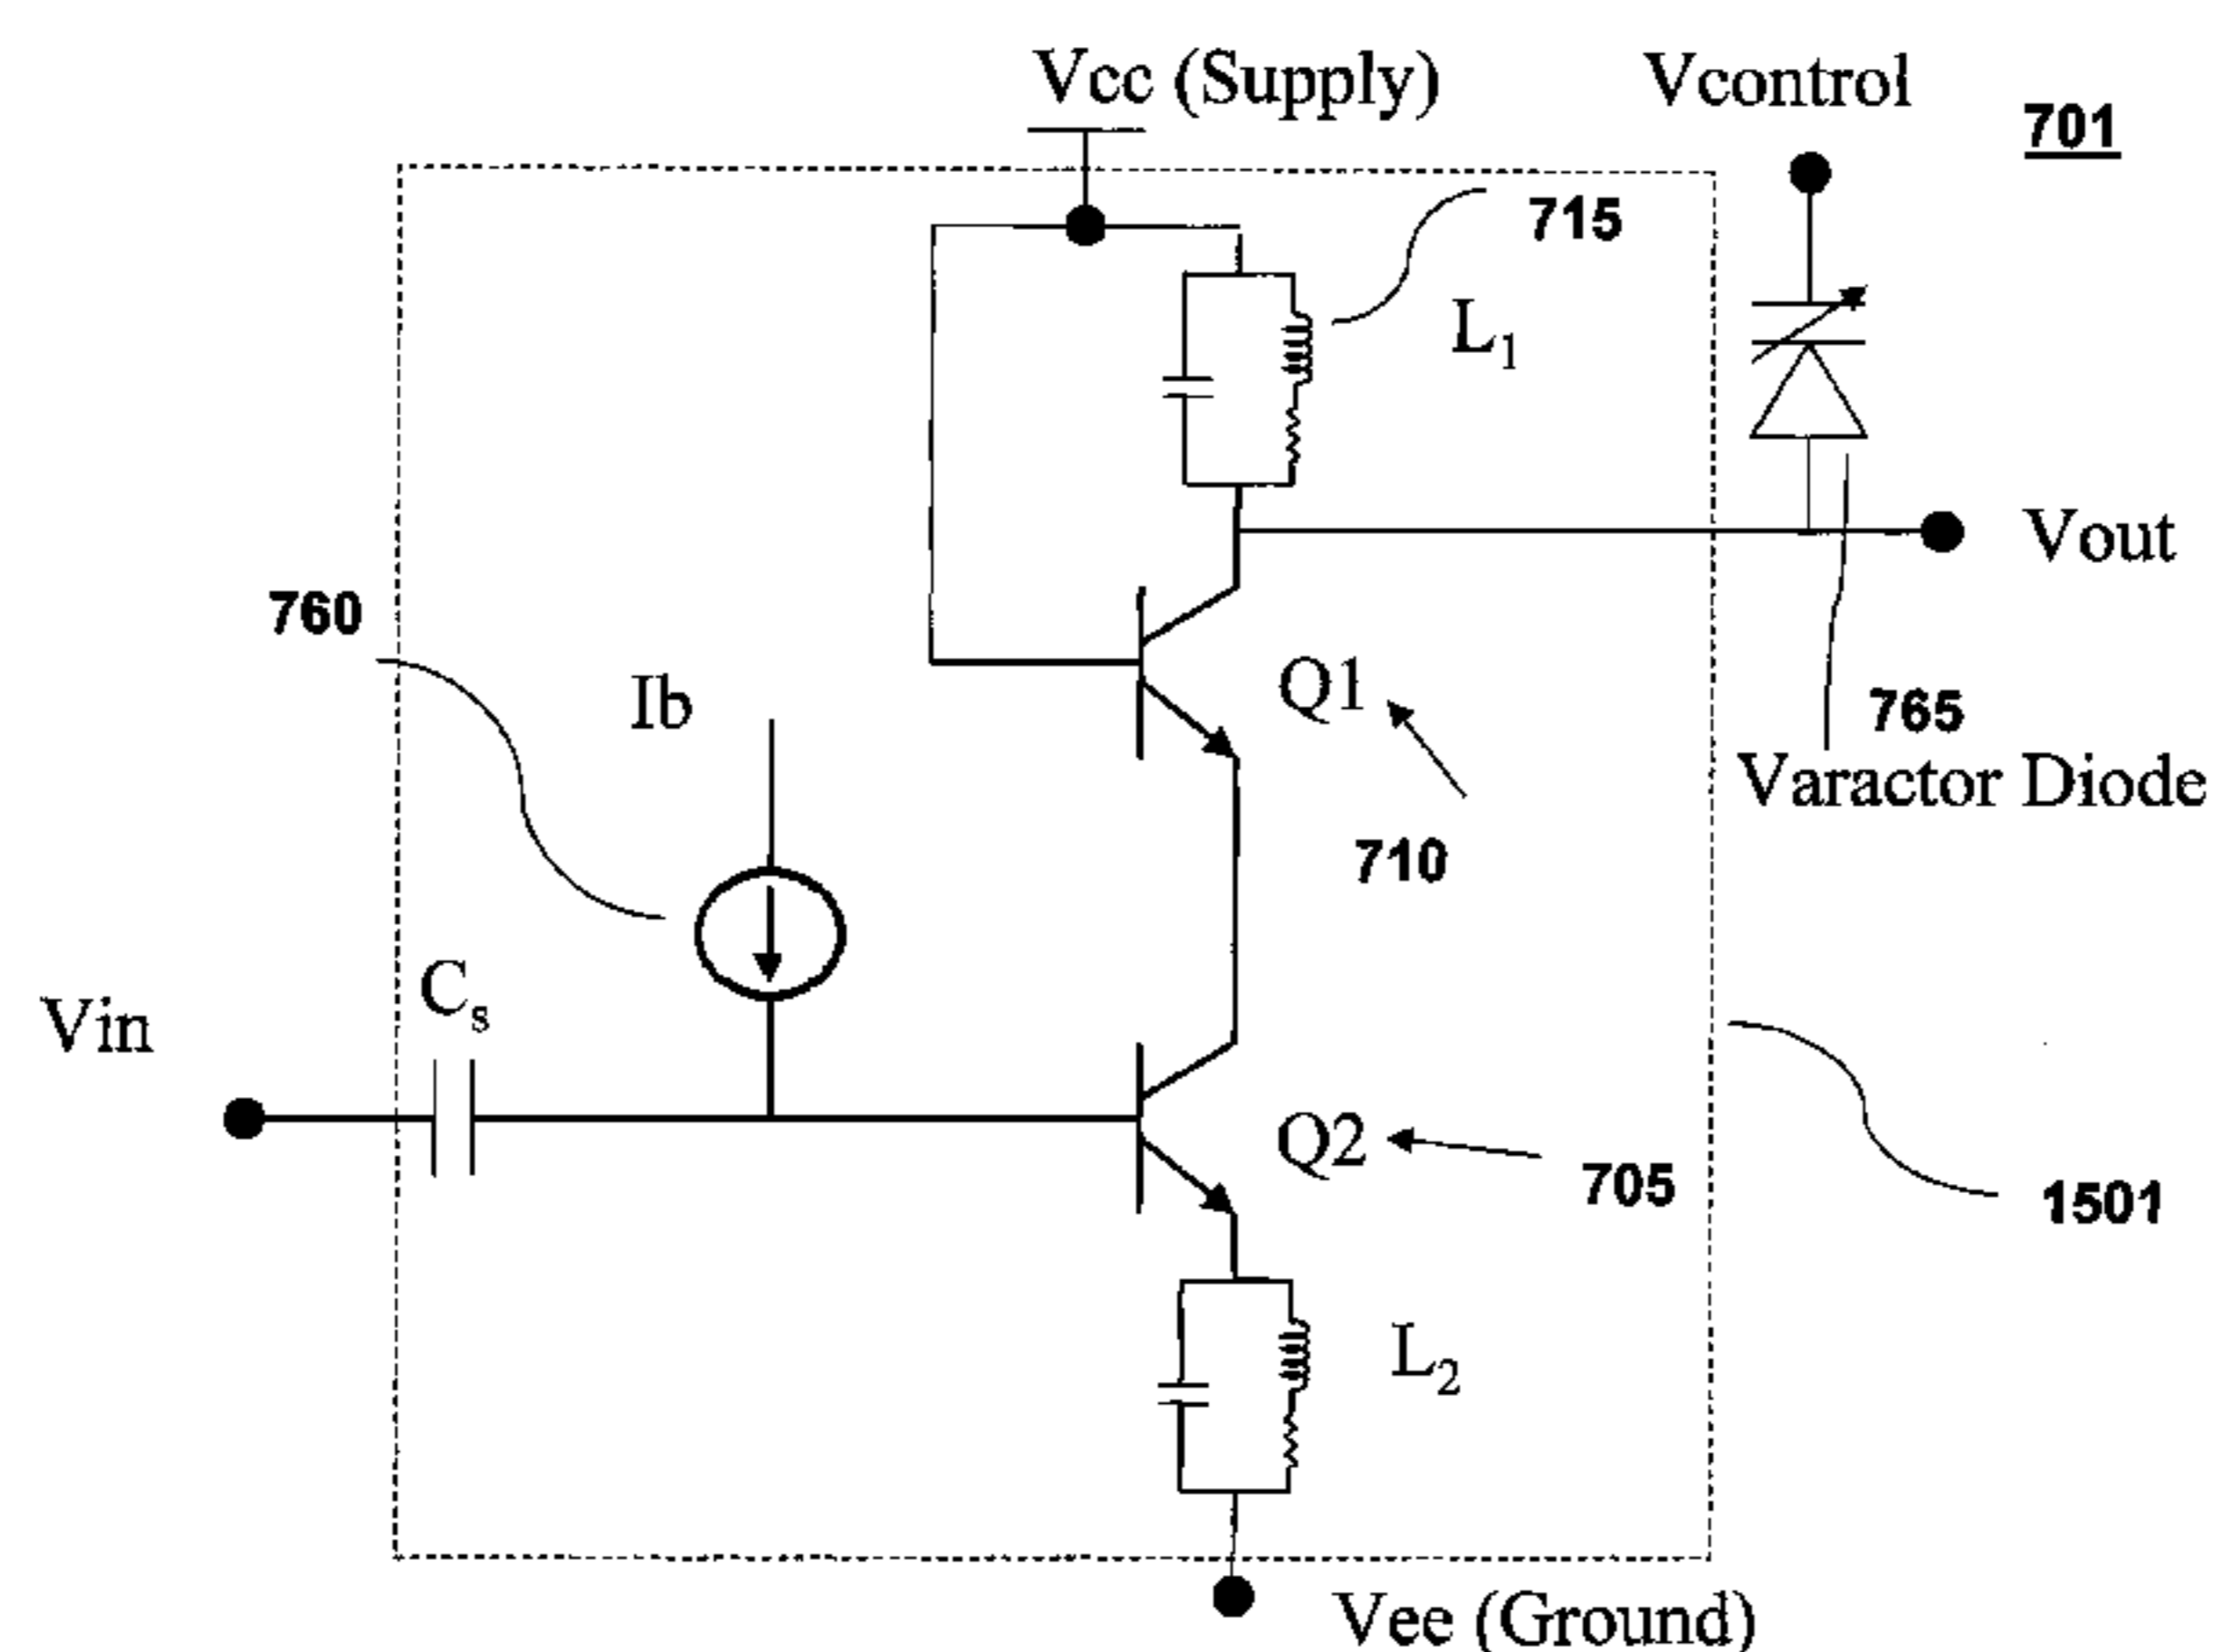 Vcc (Supply)
Vcontrol
701
715
L1
Vout
760
Ib
Q1
765
Varactor Diode
710
Cs
Vin
Q2
705
1501
L2
Vee (Ground)